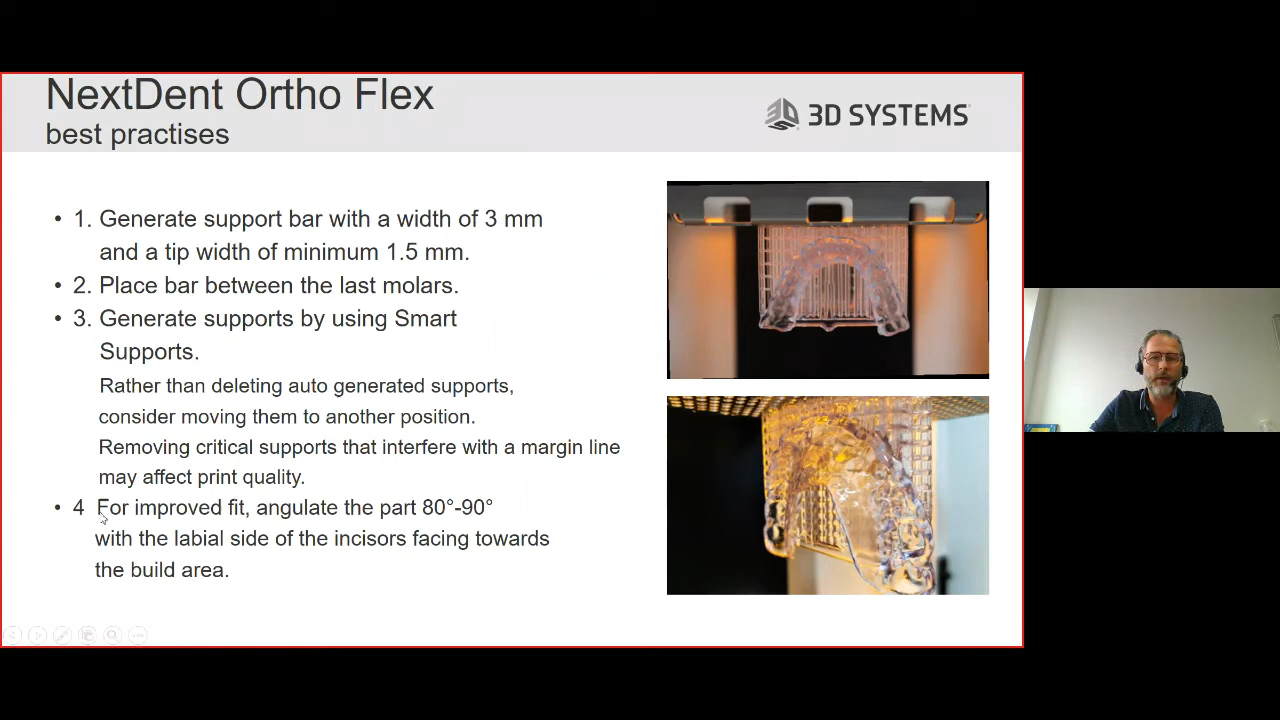 NextDent Ortho Flex
best practises
3D SYSTEMS
• 1. Generate support bar with a width of 3 mm
and a tip width of minimum 1.5 mm.
• 2. Place bar between the last molars.
• 3. Generate supports by using Smart
Supports.
Rather than deleting auto generated supports,
consider moving them to another position.
Removing critical supports that interfere with a margin line
may affect print quality.
• 4 For improved fit, angulate the part 80°-90°
with the labial side of the incisors facing towards
the build area.